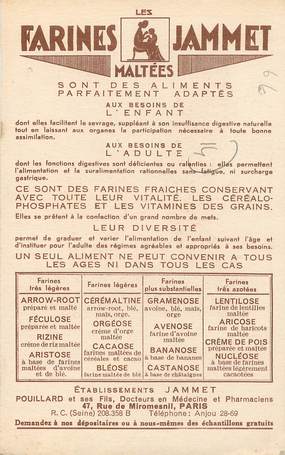 LES
FARINES JAMMET
MALTÉES
SONT DES ALIMENTS
PARFAITEMENT ADAPTÉS
AUX BESOINS DE
L'ENFANT
dont elles facilitent le sevrage, suppléant à son insuffisance digestive naturelle
tout en laissant aux organes la participation nécessaire à toute bonne
assimilation.
AUX BESOINS DE
L'ADULTE
dont les fonctions digestives sont déficientes ou ralenties : elles permettent
l'alimentation et la suralimentation rationnelles sans fatigue, ni surcharge
gastrique.
CE SONT DES FARINES FRAICHES CONSERVANT
AVEC TOUTE LEUR VITALITÉ, LES CÉRÉALO-
PHOSPHATES ET LES VITAMINES DES GRAINS.
Elles se prêtent à la confection d'un grand nombre de mets.
LEUR DIVERSITÉ
permet de graduer et varier l'alimentation de l'enfant suivant l'âge et
d'instituer pour l'adulte des régimes agréables et appropriés à ses besoins.
UN SEUL ALIMENT NE PEUT CONVENIR A TOUS
LES AGES NI DANS TOUS LES CAS
Farines
très légères
ARROW-ROOT
préparé et malté
FÉCULOSE
préparée et maltée
RIZINE
crème de riz maltée
ARISTOSE
à base de farines
maltées d'avoine
et de blé.
Farines légères
CÉRÉMALTINE
arrow-root, blé,
maïs, orge.
ORGÉOSE
crème d'orge
maltée
CACAOSE
farines maltées de
céréales et cacao
BLÉOSE
farine maltée de blé
Farines
plus substantielles
GRAMENOSE
avoine, blé, maïs,
orge.
AVENOSE
farine d'avoine
maltée
BANANOSE
à base de bananes
CASTANOSE
à base de châtaignes
Farines
très azotées
LENTILOSE
farine de lentilles
maltée
ARICOSE
farine de haricots
maltée
CRÈME DE POIS
préparée et maltée
NUCLÉOSE
à base de farines
maltées légèrement
cacaotées
ÉTABLISSEMENTS JAMMET
POUILLARD et ses Fils, Docteurs en Médecine et Pharmaciens
47, Rue de Miromesnil, PARIS
R. C. (Seine) 208.358 B Téléphone : Anjou 28-69
Demandez à nos dépositaires ou à nous-mêmes des échantillons gratuits